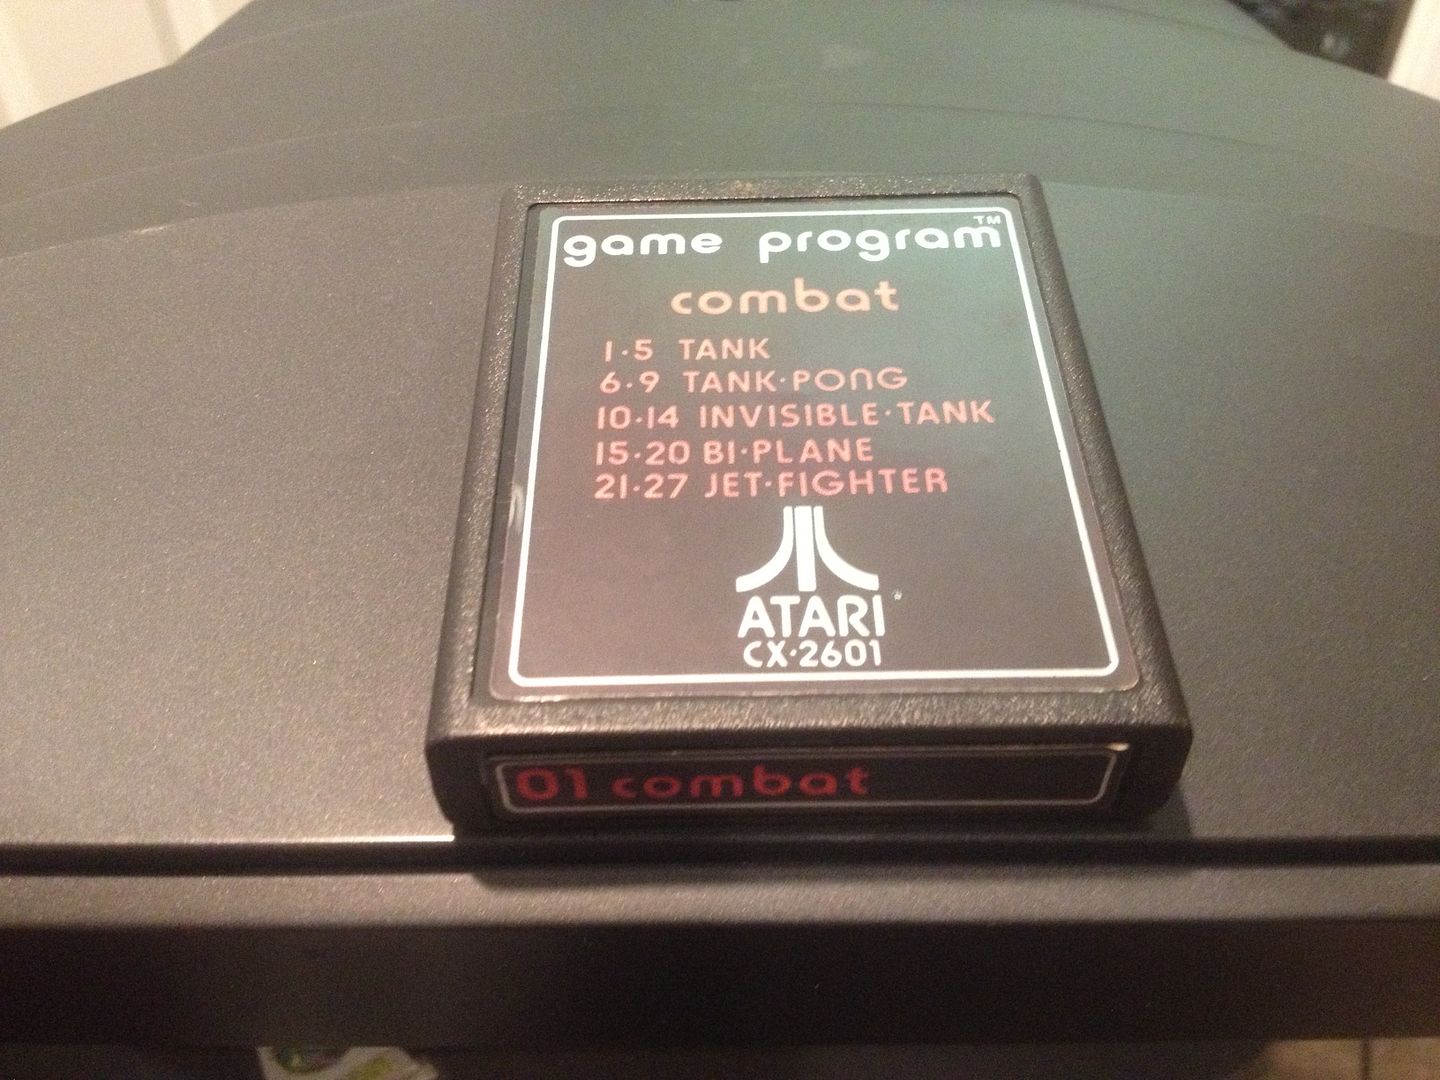 game program™
combat
1·5 TANK
6·9 TANK·PONG
10·14 INVISIBLE·TANK
15·20 BI·PLANE
21·27 JET·FIGHTER
ATARI®
CX·2601
01 combat